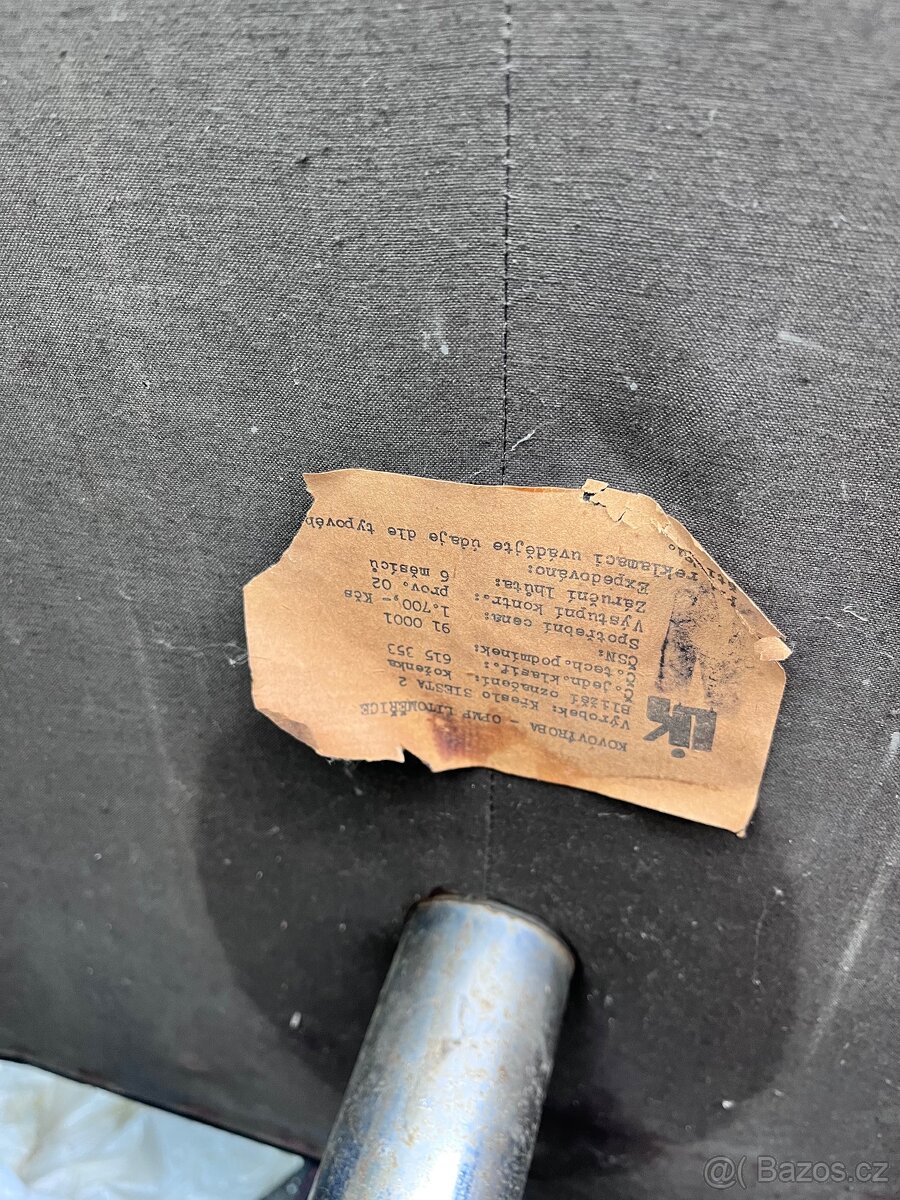 KOVOVÝROBA - OPMP LITOMĚŘICE
Výrobek: Křeslo SIESTA 2
Bližší označení: - koženka
Č. jedn. klasif.: 615 353
Č. tech. podmínek:
ČSN: 91 0001
Spotřební cena: 1.700,- Kčs
Výstupní kontr.: prov. 02
Záruční lhůta: 6 měsíců
Expedováno:
reklamaci uvádějte údaje dle typovéh
@( Bazos.cz